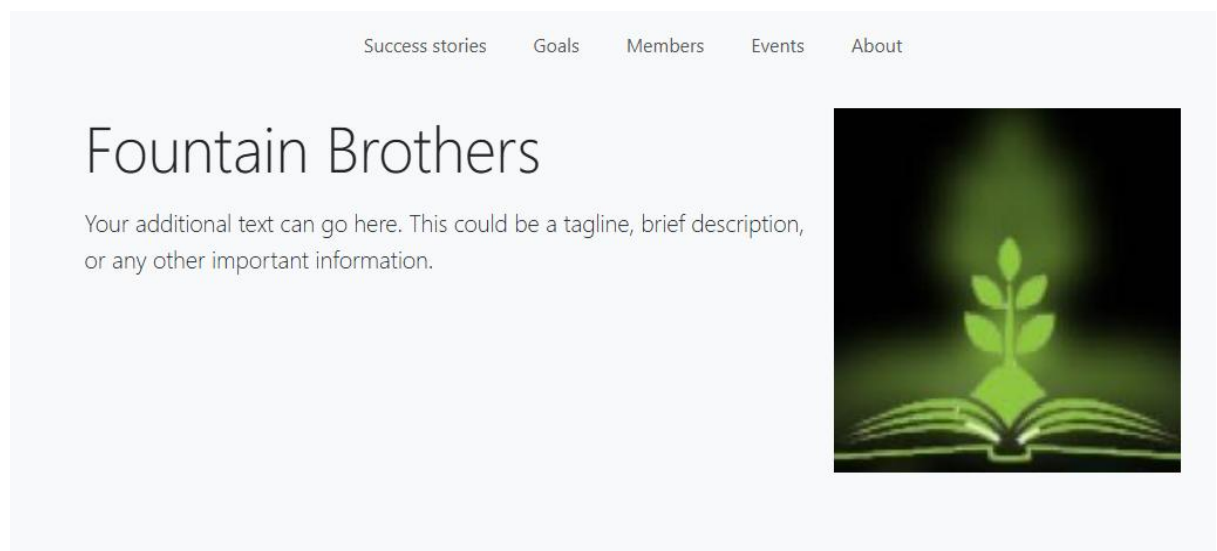 Success stories Goals Members Events About
Fountain Brothers
Your additional text can go here. This could be a tagline, brief description,
or any other important information.